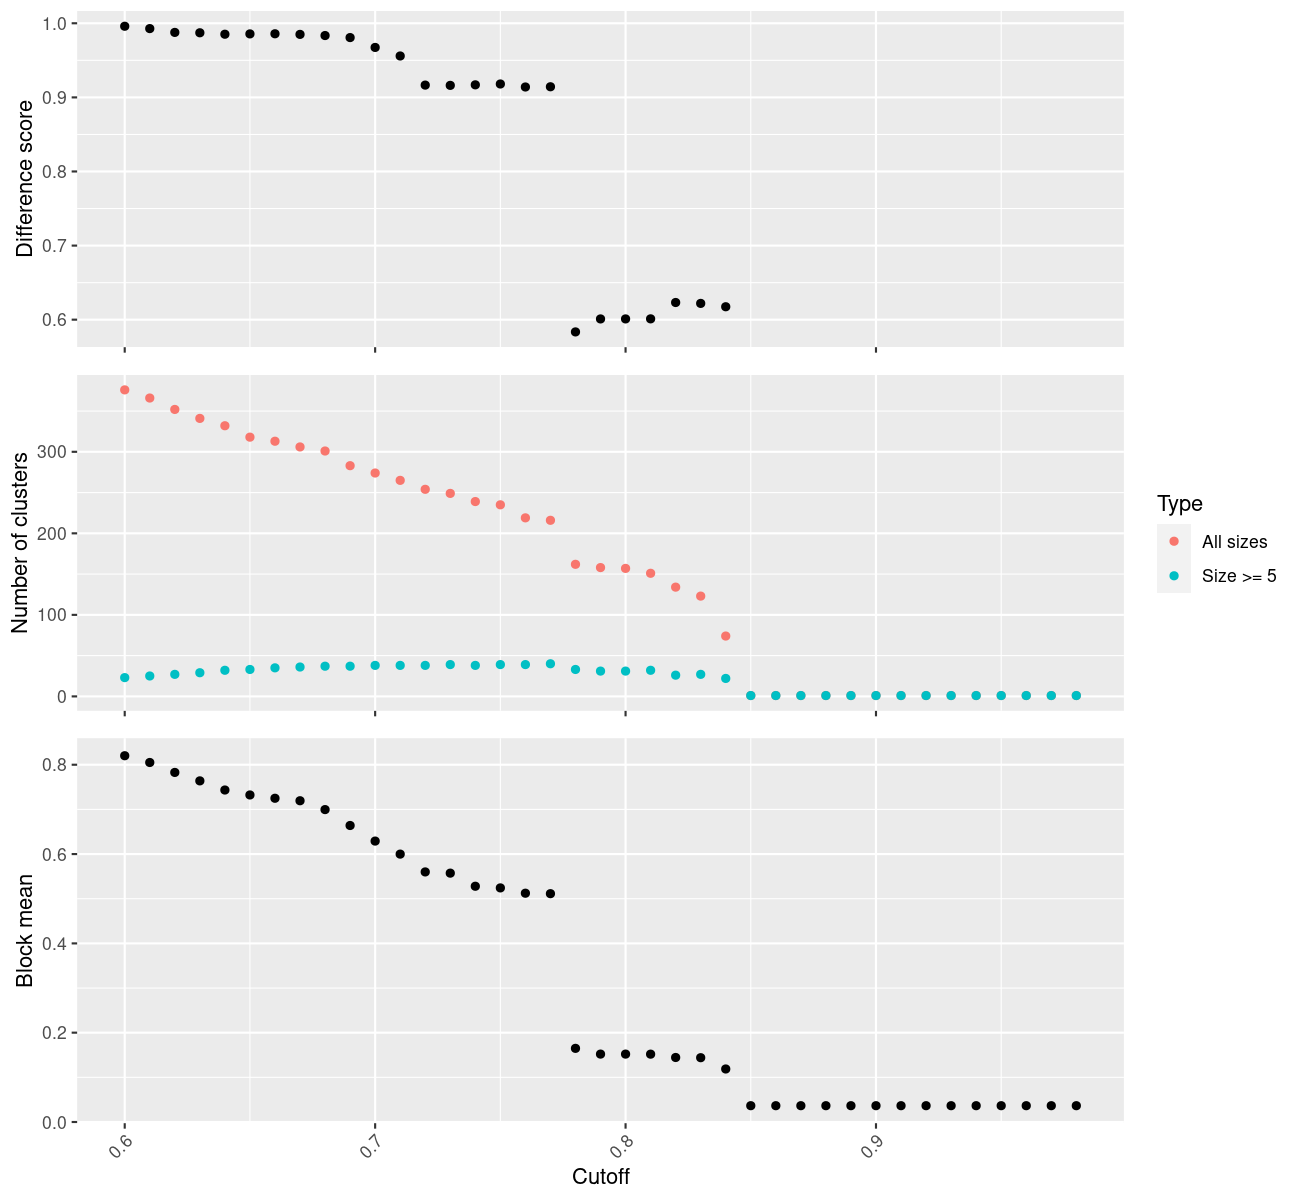 Difference score
1.0
0.9
0.8
0.7
0.6
Number of clusters
300
200
100
0
Type
All sizes
Size >= 5
Block mean
0.8
0.6
0.4
0.2
0.0
0.6 0.7 0.8 0.9
Cutoff